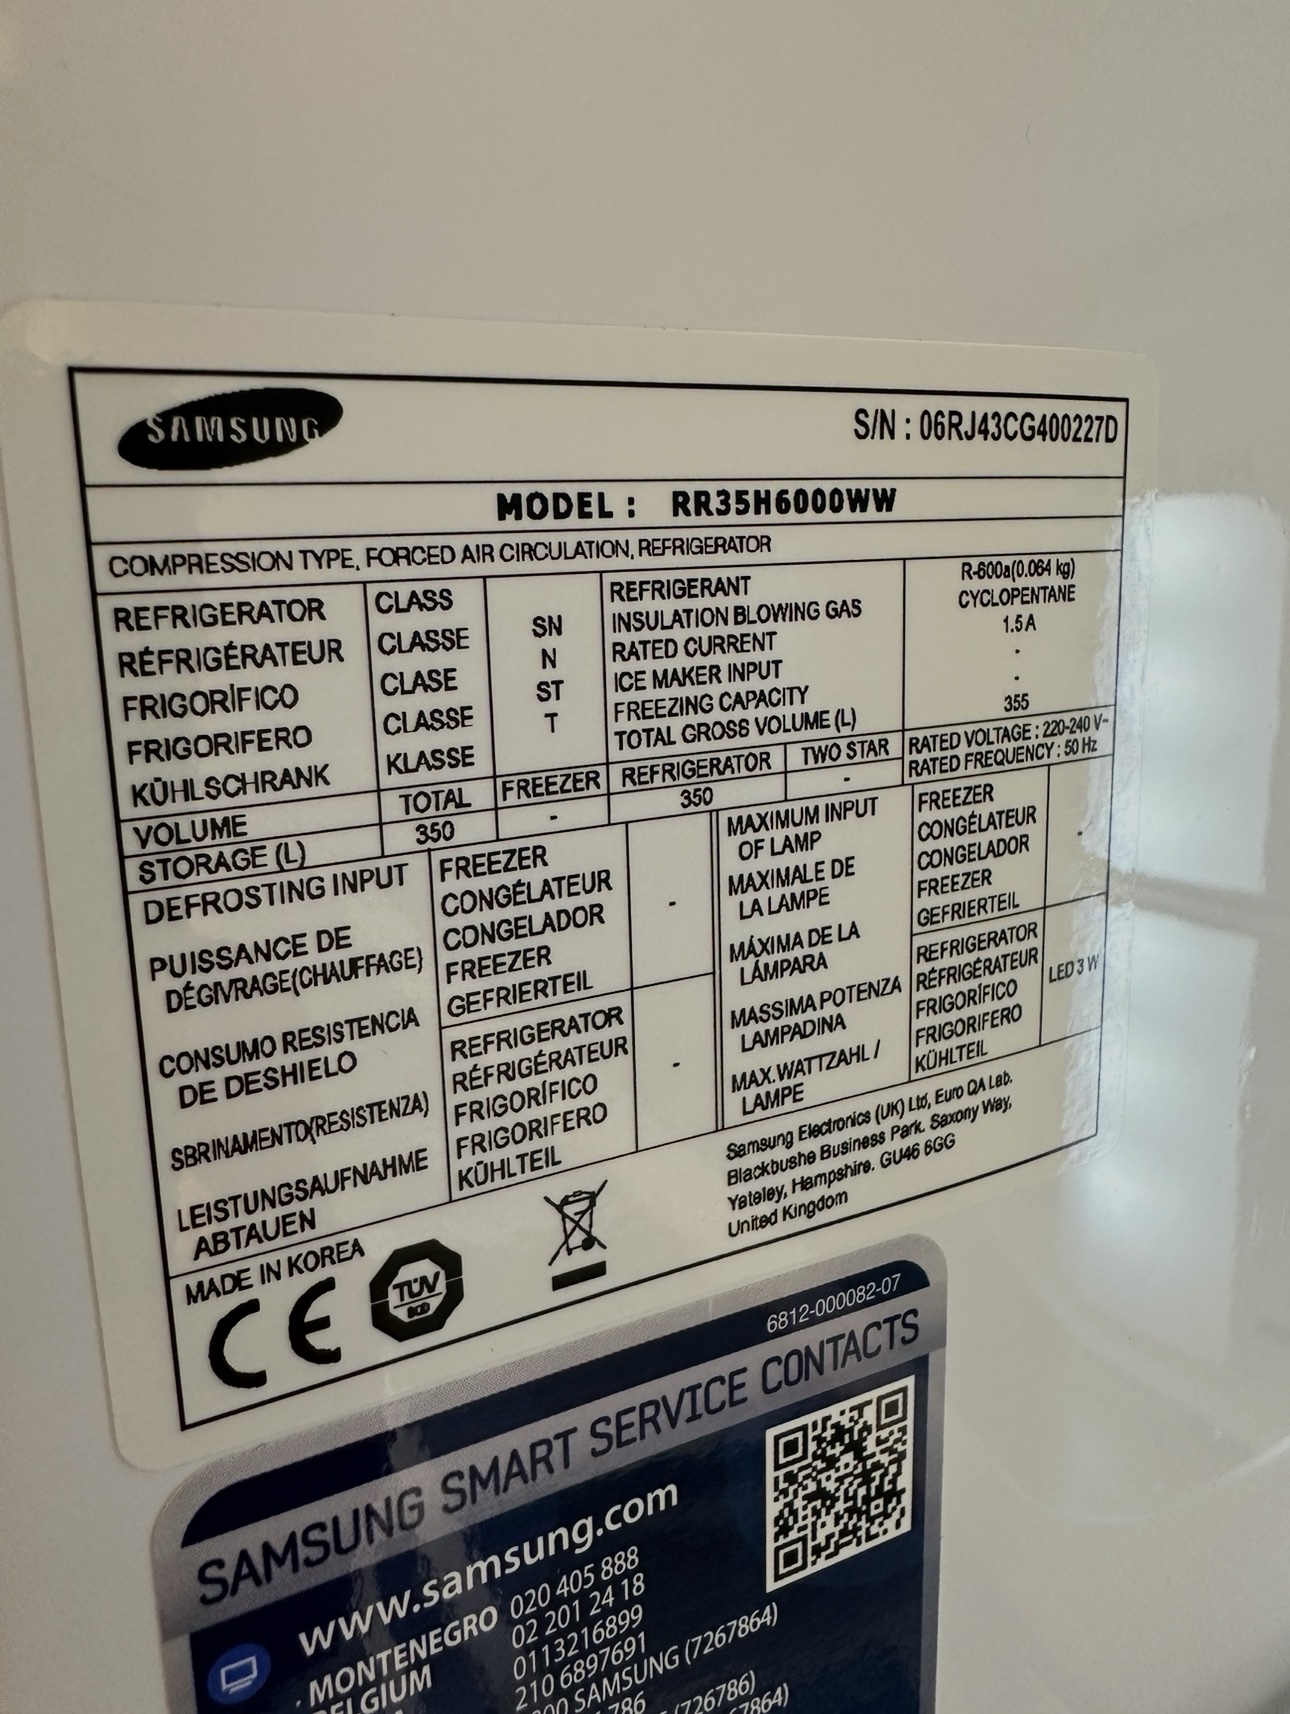 SAMSUNG
S/N : 06RJ43CG400227D
MODEL : RR35H6000WW
COMPRESSION TYPE, FORCED AIR CIRCULATION, REFRIGERATOR
REFRIGERATOR
RÉFRIGÉRATEUR
FRIGORÍFICO
FRIGORIFERO
KÜHLSCHRANK
CLASS
CLASSE
CLASE
CLASSE
KLASSE
SN
N
ST
T
REFRIGERANT
INSULATION BLOWING GAS
RATED CURRENT
ICE MAKER INPUT
FREEZING CAPACITY
TOTAL GROSS VOLUME (L)
R-600a(0.064 kg)
CYCLOPENTANE
1.5 A
-
-
355
VOLUME
STORAGE (L)
TOTAL
350
FREEZER
-
REFRIGERATOR
350
TWO STAR
-
RATED VOLTAGE : 220-240 V~
RATED FREQUENCY : 50 Hz
DEFROSTING INPUT
PUISSANCE DE
DÉGIVRAGE(CHAUFFAGE)
CONSUMO RESISTENCIA
DE DESHIELO
SBRINAMENTO(RESISTENZA)
LEISTUNGSAUFNAHME
ABTAUEN
FREEZER
CONGÉLATEUR
CONGELADOR
FREEZER
GEFRIERTEIL
-
REFRIGERATOR
RÉFRIGÉRATEUR
FRIGORÍFICO
FRIGORIFERO
KÜHLTEIL
-
MAXIMUM INPUT
OF LAMP
MAXIMALE DE
LA LAMPE
MÁXIMA DE LA
LÁMPARA
MASSIMA POTENZA
LAMPADINA
MAX.WATTZAHL /
LAMPE
FREEZER
CONGÉLATEUR
CONGELADOR
FREEZER
GEFRIERTEIL
-
REFRIGERATOR
RÉFRIGÉRATEUR
FRIGORÍFICO
FRIGORIFERO
KÜHLTEIL
LED 3 W
MADE IN KOREA
CE
TÜV
Samsung Electronics (UK) Ltd, Euro QA Lab.
Blackbushe Business Park. Saxony Way,
Yateley, Hampshire. GU46 6GG
United Kingdom
6812-000082-07
SAMSUNG SMART SERVICE CONTACTS
www.samsung.com
MONTENEGRO 020 405 888
BELGIUM 02 201 24 18
0113216899
210 6897691
SAMSUNG (7267864)
786
(726786)